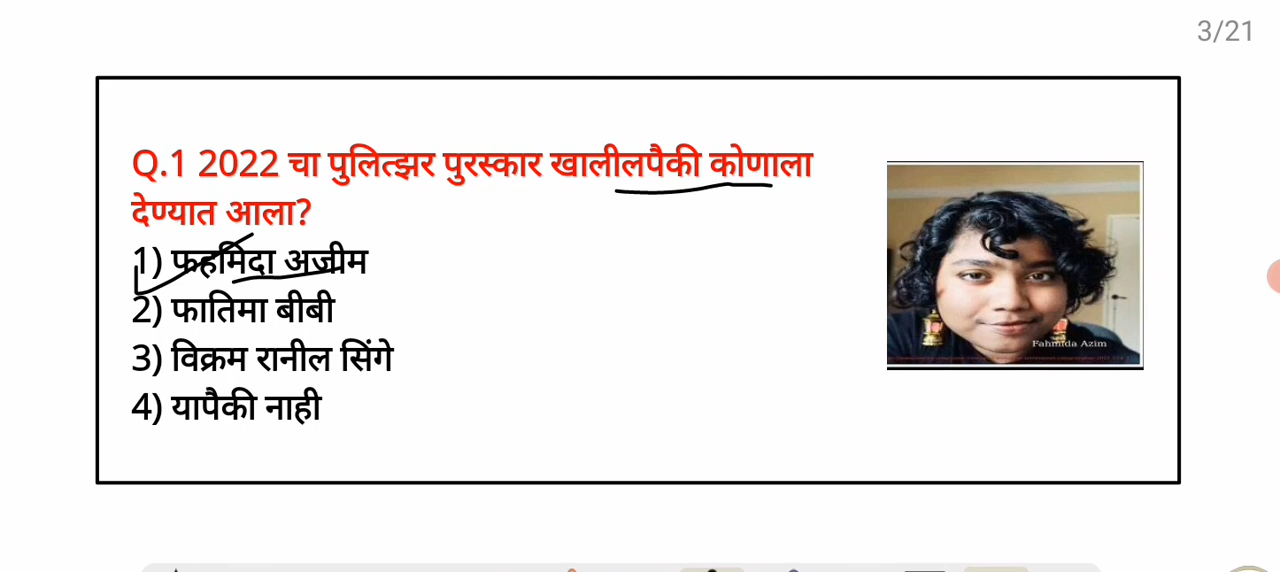 3/21
Q.1 2022 चा पुलित्झर पुरस्कार खालीलपैकी कोणाला
देण्यात आला?
1) फहमिदा अजीम
2) फातिमा बीबी
3) विक्रम रानील सिंगे
4) यापैकी नाही
Fahmida Azim